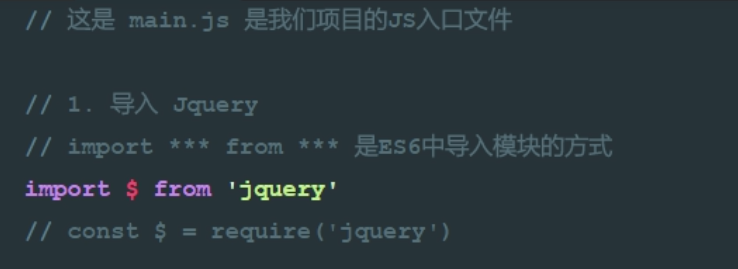 // 这是 main.js 是我们项目的JS入口文件
// 1. 导入 Jquery
// import *** from *** 是ES6中导入模块的方式
import $ from 'jquery'
// const $ = require('jquery')